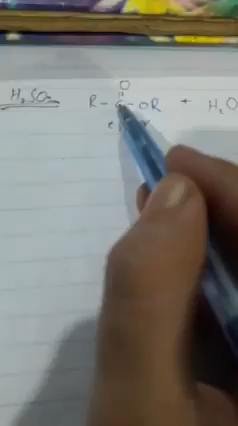 O
H₂SO₄ R - C - OR + H₂O